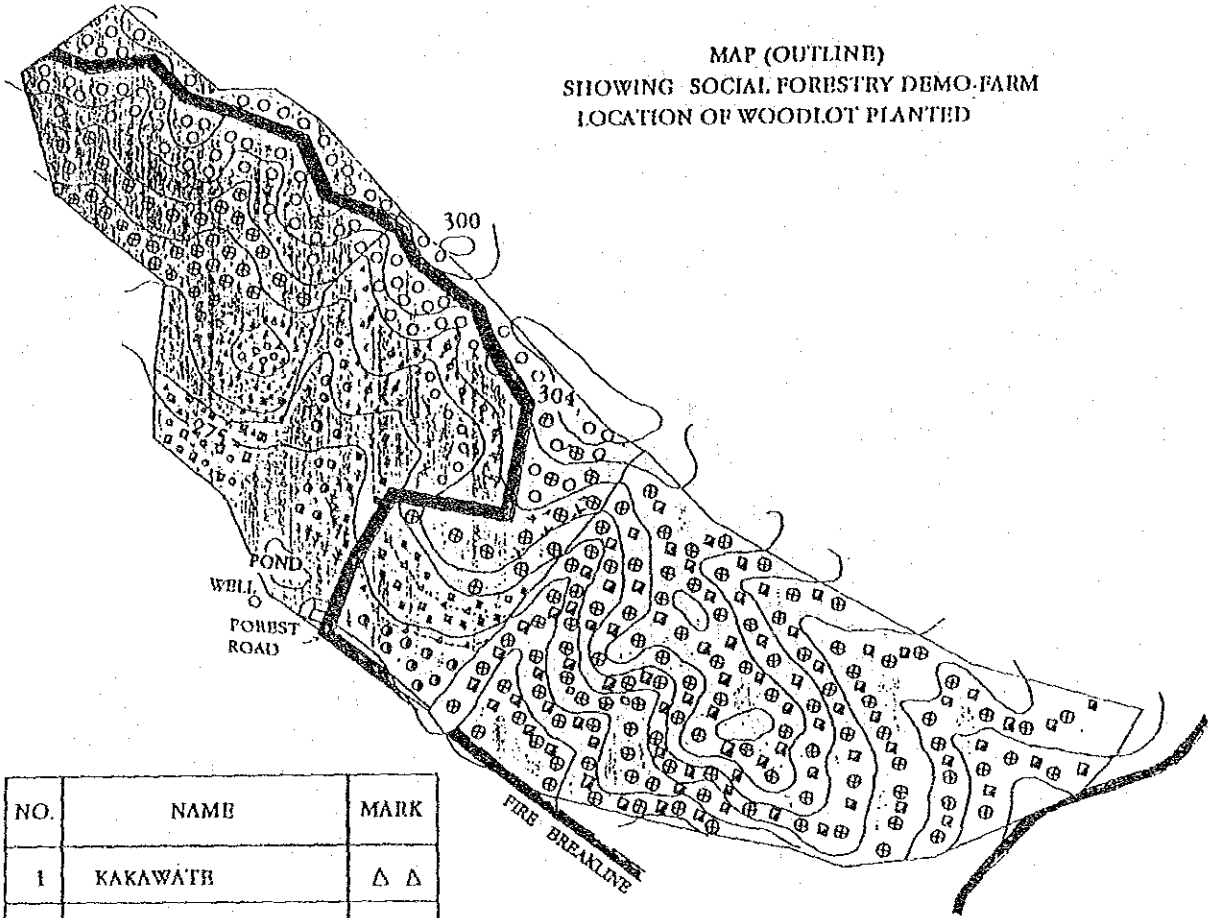 MAP (OUTLINE)
SHOWING SOCIAL FORESTRY DEMO-FARM
LOCATION OF WOODLOT PLANTED
300
304
275
POND
WELL
FOREST
ROAD
FIRE BREAKLINE
NO. NAME MARK
1 KAKAWATE Δ Δ